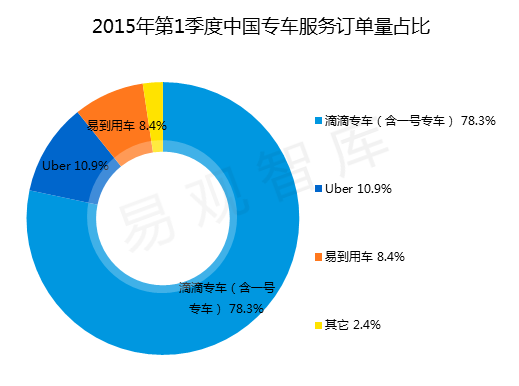 2015年第1季度中国专车服务订单量占比
易到用车 8.4%
Uber 10.9%
滴滴专车（含一号
专车） 78.3%
滴滴专车（含一号专车） 78.3%
Uber 10.9%
易到用车 8.4%
其它 2.4%
易观智库